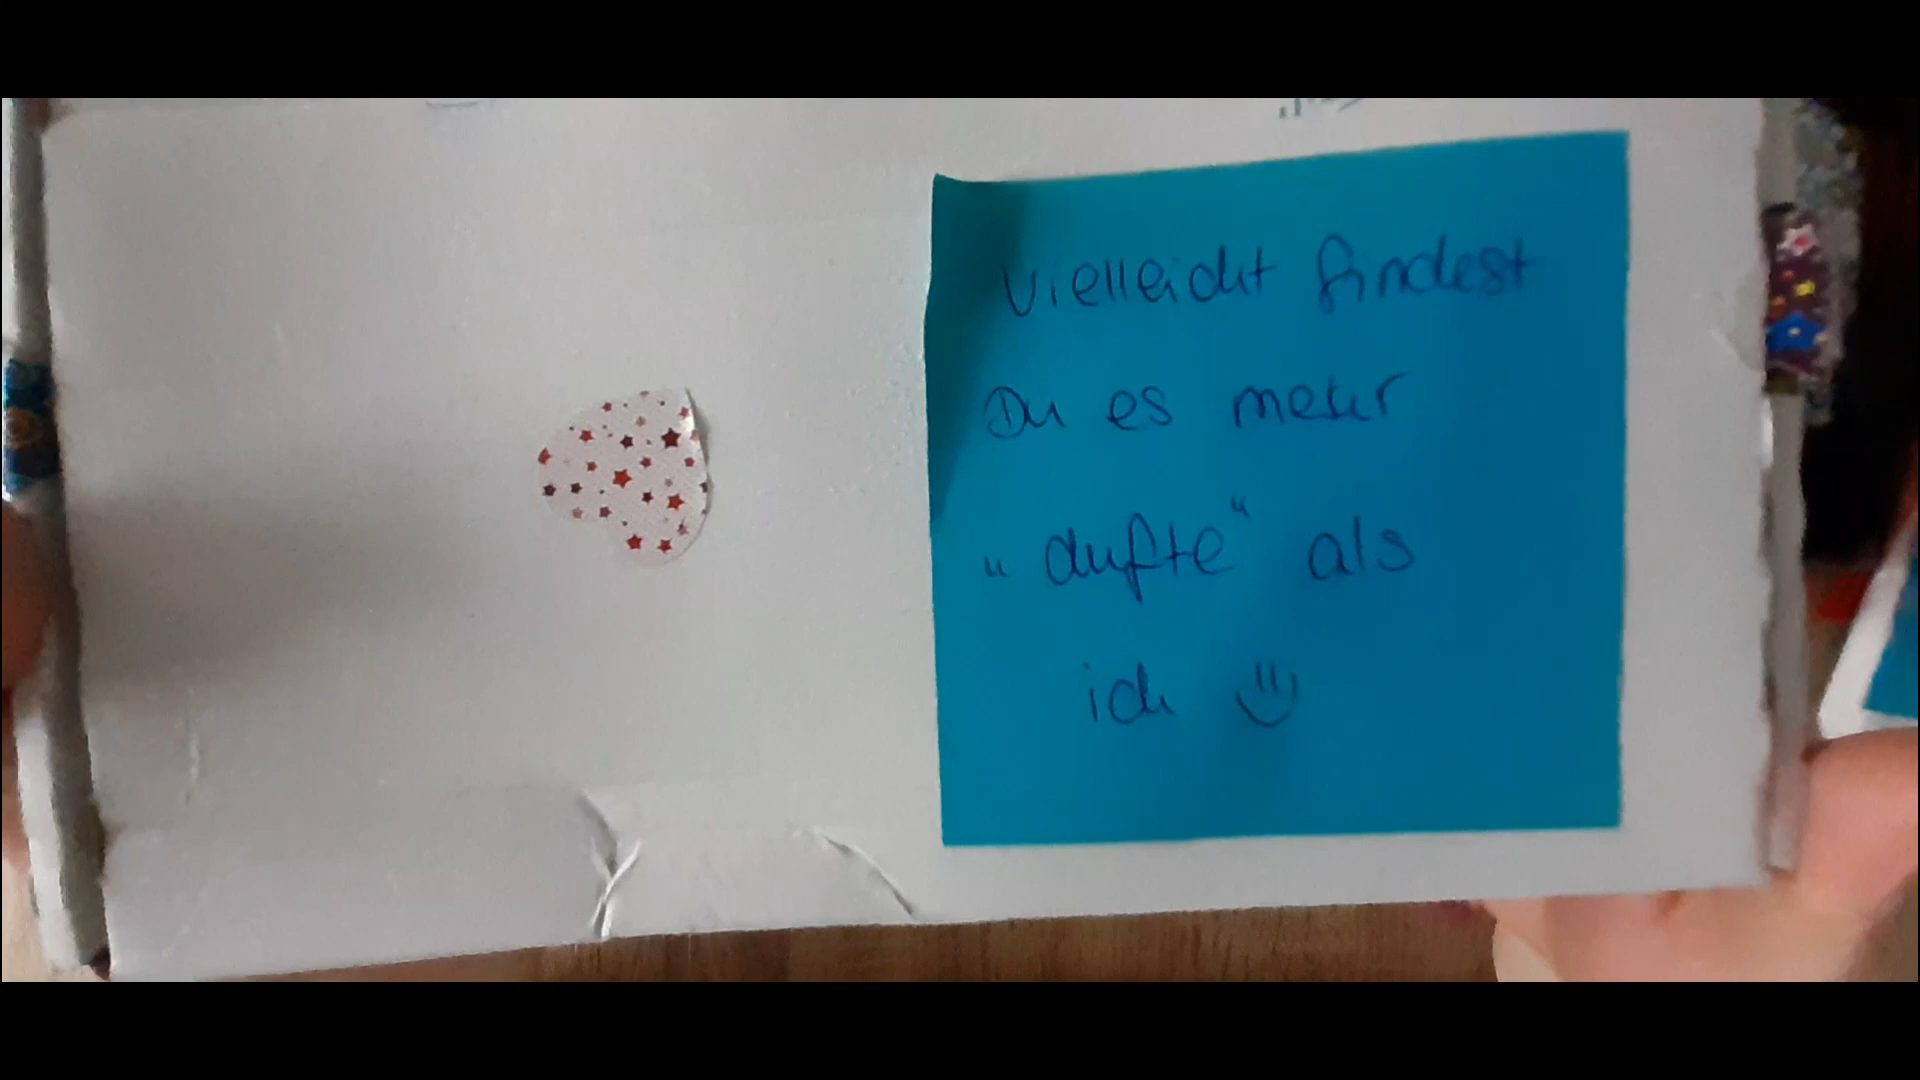 Vielleicht findest
Du es mehr
„dufte“ als
ich